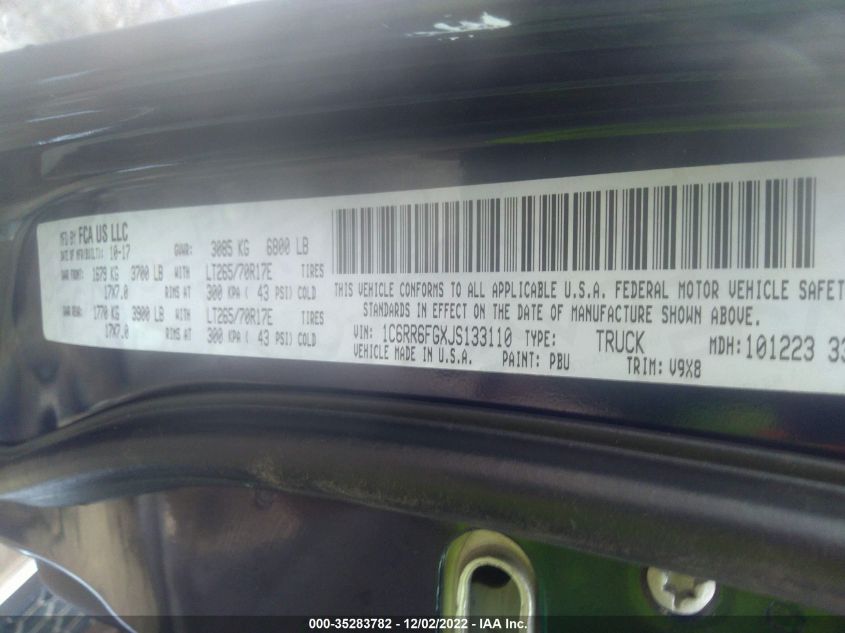 MFD BY FCA US LLC
DATE OF MFR(BUILT): 10-17 GVWR: 3085 KG 6800 LB
GAWR FRONT: 1679 KG 3700 LB WITH LT265/70R17E TIRES
17X7.0 RIMS AT 300 KPA ( 43 PSI) COLD
GAWR REAR: 1770 KG 3900 LB WITH LT265/70R17E TIRES
17X7.0 RIMS AT 300 KPA ( 43 PSI) COLD
THIS VEHICLE CONFORMS TO ALL APPLICABLE U.S.A. FEDERAL MOTOR VEHICLE SAFET
STANDARDS IN EFFECT ON THE DATE OF MANUFACTURE SHOWN ABOVE.
VIN: 1C6RR6FGXJS133110 TYPE: TRUCK MDH: 101223 33
VEHICLE MADE IN U.S.A. PAINT: PBU TRIM: V9X8
000-35283782 - 12/02/2022 - IAA Inc.